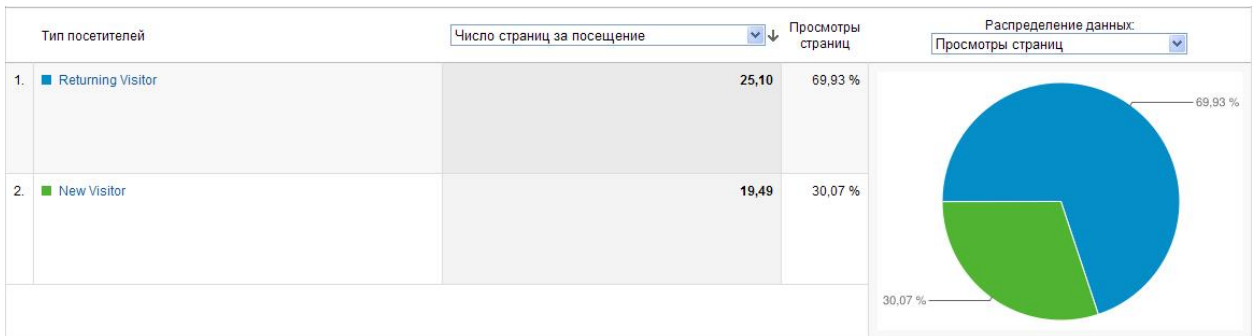 Тип посетителей
Число страниц за посещение
Просмотры
страниц
Распределение данных:
Просмотры страниц
1. Returning Visitor 25,10 69,93 %
69,93 %
2. New Visitor 19,49 30,07 %
30,07 %